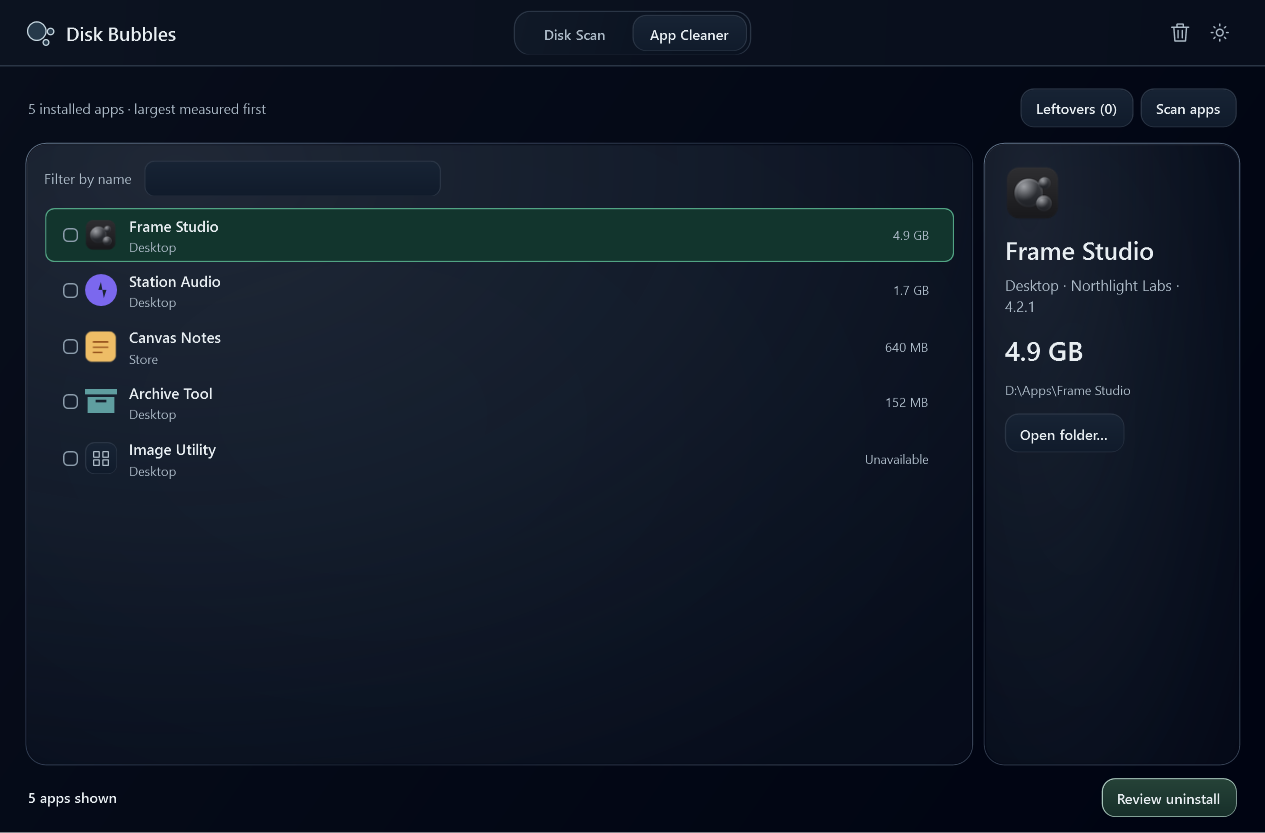 Disk Bubbles
Disk Scan
App Cleaner
5 installed apps · largest measured first
Leftovers (0)
Scan apps
Filter by name
Frame Studio
Desktop
4.9 GB
Station Audio
Desktop
1.7 GB
Canvas Notes
Store
640 MB
Archive Tool
Desktop
152 MB
Image Utility
Desktop
Unavailable
Frame Studio
Desktop · Northlight Labs ·
4.2.1
4.9 GB
D:\Apps\Frame Studio
Open folder...
5 apps shown
Review uninstall